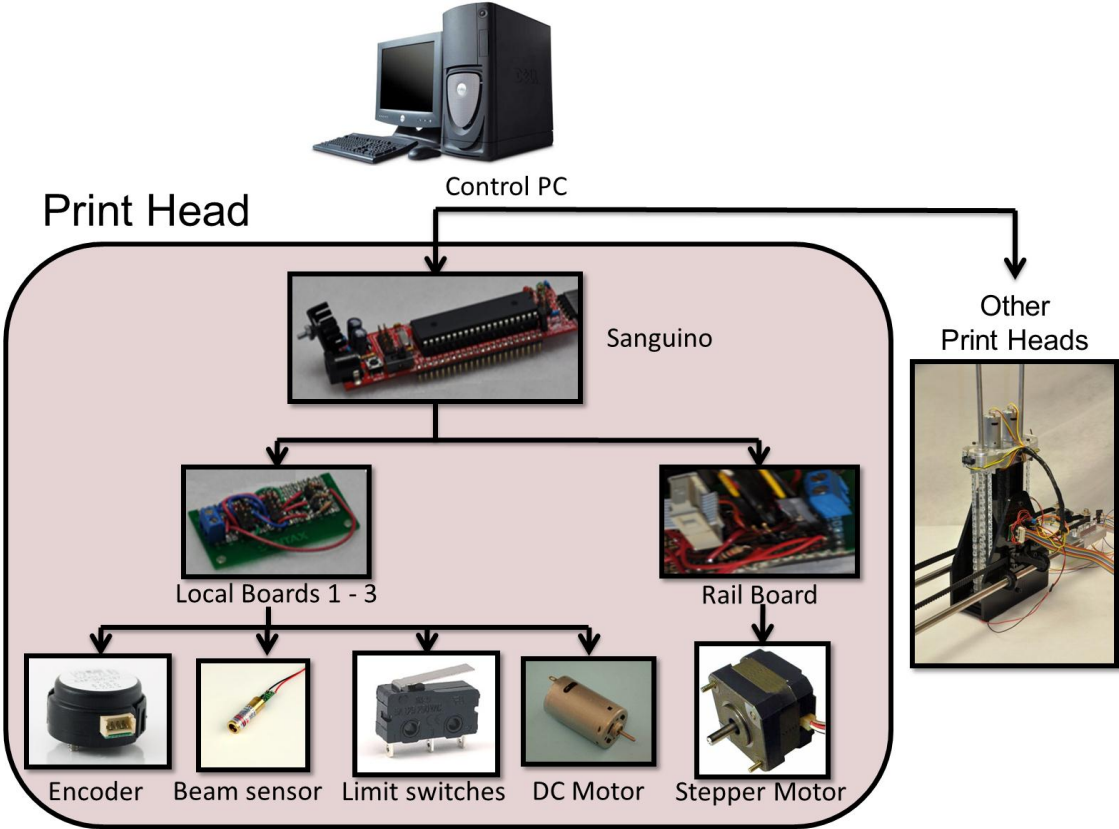 Control PC
Print Head
Sanguino
Other
Print Heads
Local Boards 1 - 3
Rail Board
Encoder
Beam sensor
Limit switches
DC Motor
Stepper Motor